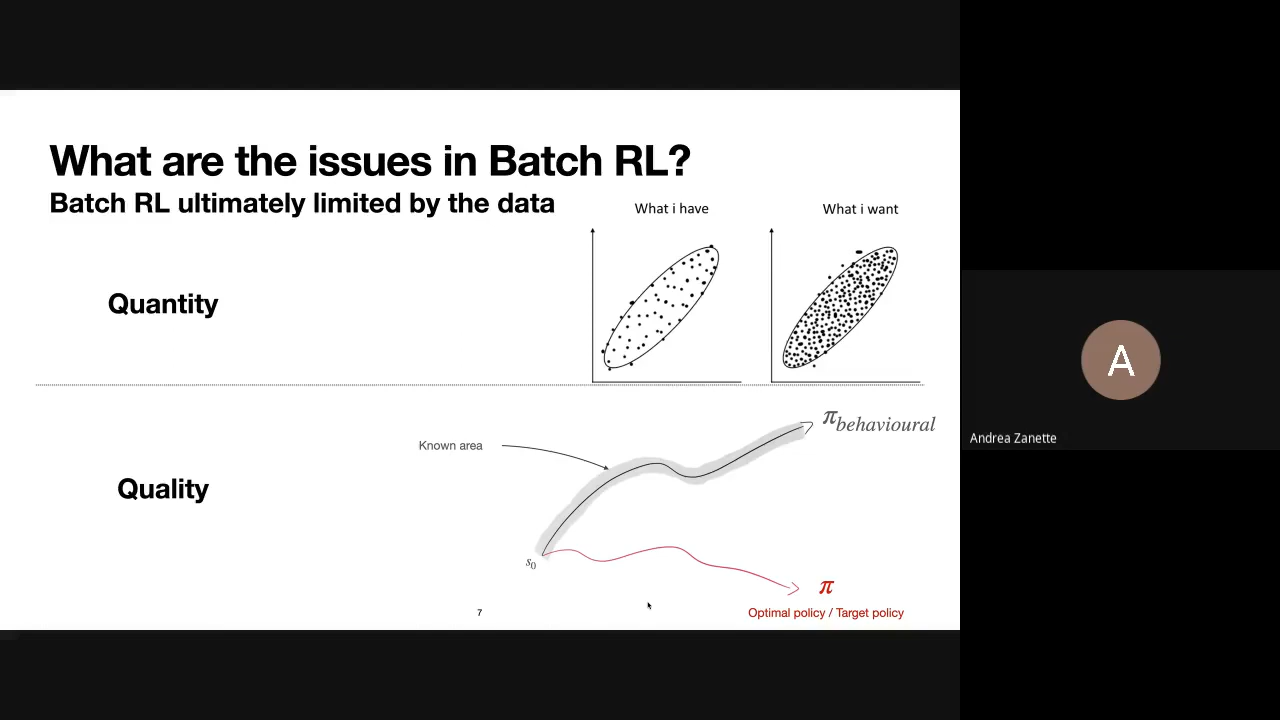 What are the issues in Batch RL?
Batch RL ultimately limited by the data
What i have
What i want
Quantity
π behavioural
Known area
Quality
s0
π
Optimal policy / Target policy
7
A
Andrea Zanette